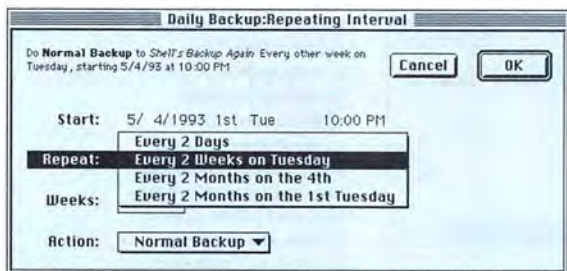 Daily Backup:Repeating Interval
Do Normal Backup to Shelf's Backup Again Every other week on
Tuesday, starting 5/4/93 at 10:00 PM
Cancel
OK
Start: 5/ 4/1993 1st Tue 10:00 PM
Every 2 Days
Repeat: Every 2 Weeks on Tuesday
Every 2 Months on the 4th
Weeks: Every 2 Months on the 1st Tuesday
Action: Normal Backup